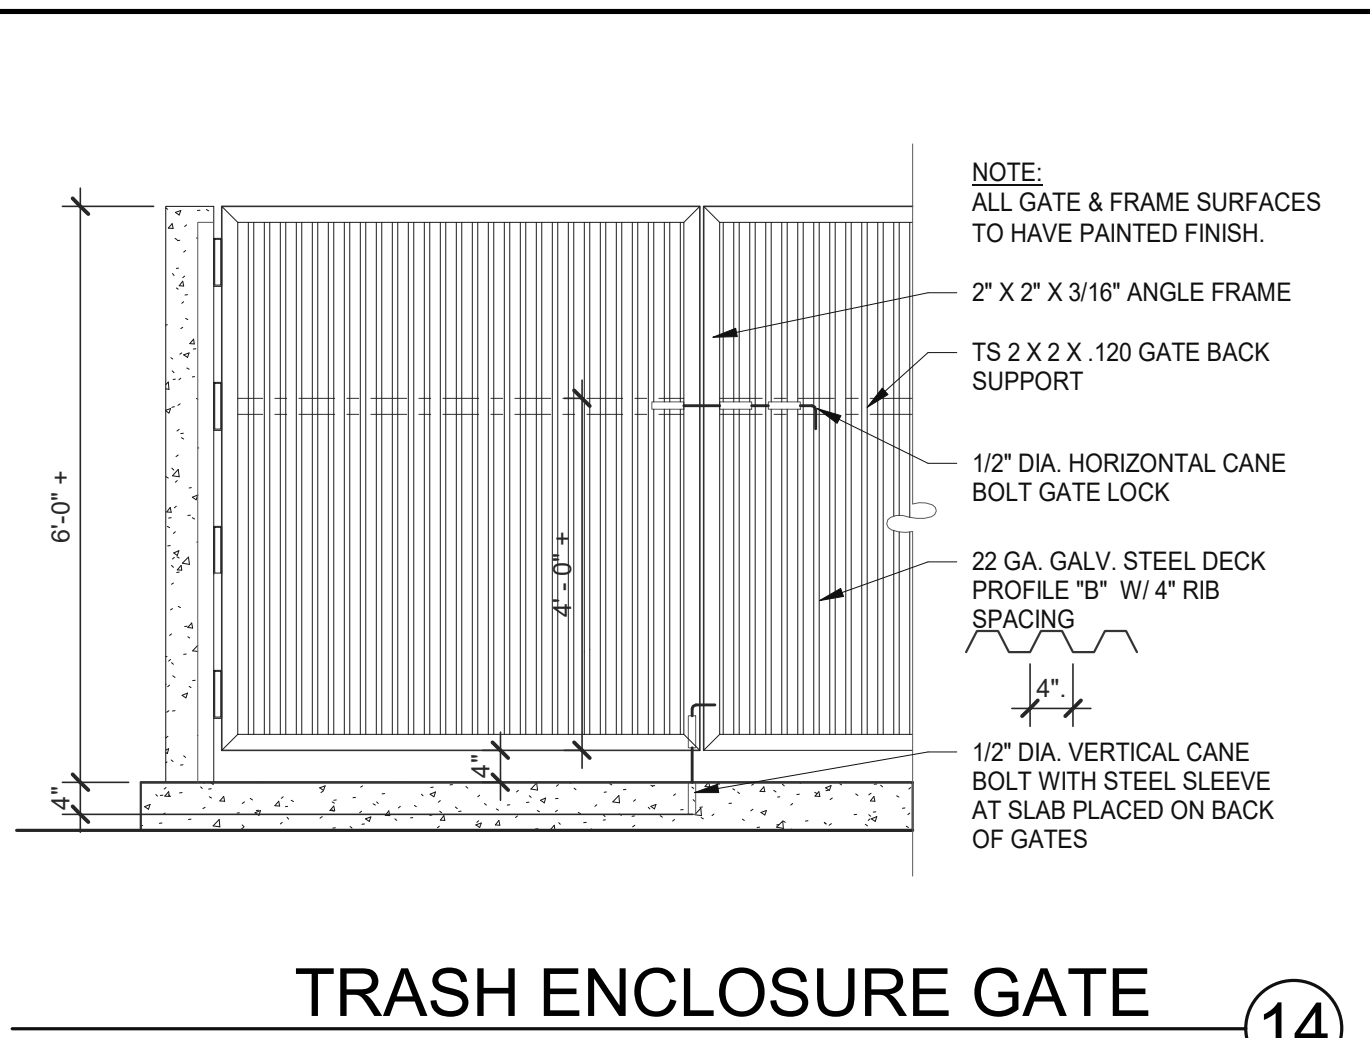 NOTE:
ALL GATE & FRAME SURFACES
TO HAVE PAINTED FINISH.
2" X 2" X 3/16" ANGLE FRAME
TS 2 X 2 X .120 GATE BACK
SUPPORT
1/2" DIA. HORIZONTAL CANE
BOLT GATE LOCK
22 GA. GALV. STEEL DECK
PROFILE "B" W/ 4" RIB
SPACING
4".
1/2" DIA. VERTICAL CANE
BOLT WITH STEEL SLEEVE
AT SLAB PLACED ON BACK
OF GATES
6'-0" +
4'-0" +
4"
4"
TRASH ENCLOSURE GATE
14